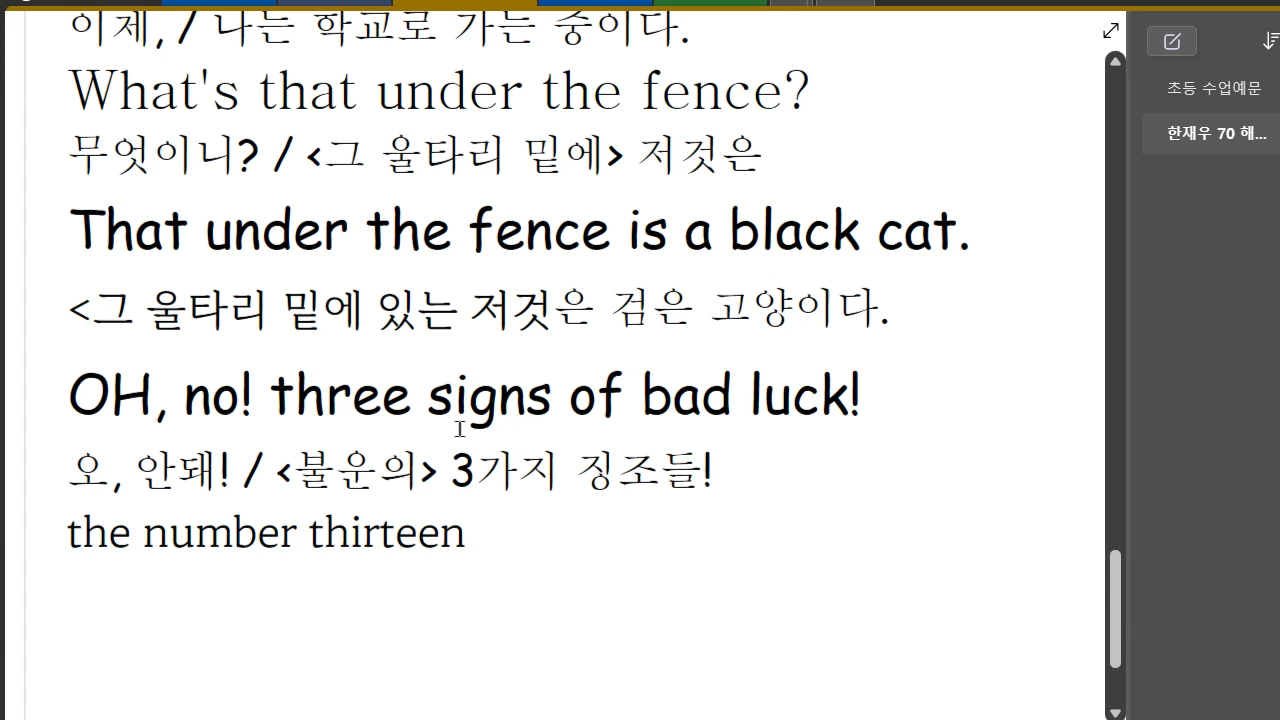 이제, / 나는 학교로 가는 중이다.
What's that under the fence?
무엇이니? / <그 울타리 밑에> 저것은
That under the fence is a black cat.
<그 울타리 밑에 있는 저것은 검은 고양이다.
OH, no! three signs of bad luck!
오, 안돼! / <불운의> 3가지 징조들!
the number thirteen
초등 수업예문
한재우 70 해...